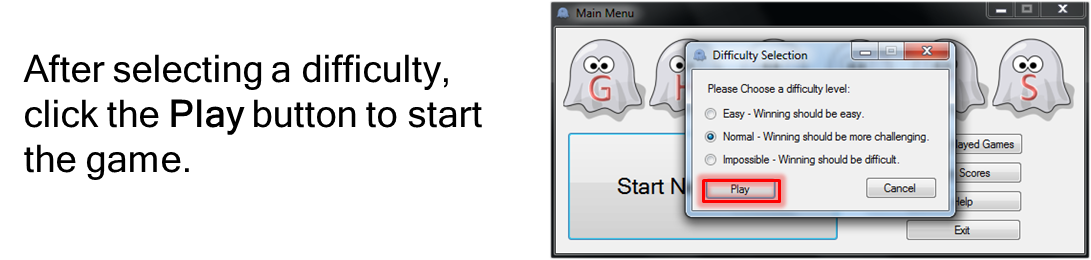 After selecting a difficulty,
click the Play button to start
the game.
Main Menu
Difficulty Selection
G
S
Please Choose a difficulty level:
Easy - Winning should be easy.
Normal - Winning should be more challenging.
Impossible - Winning should be difficult.
Play
Cancel
Start
Games
Scores
Exit